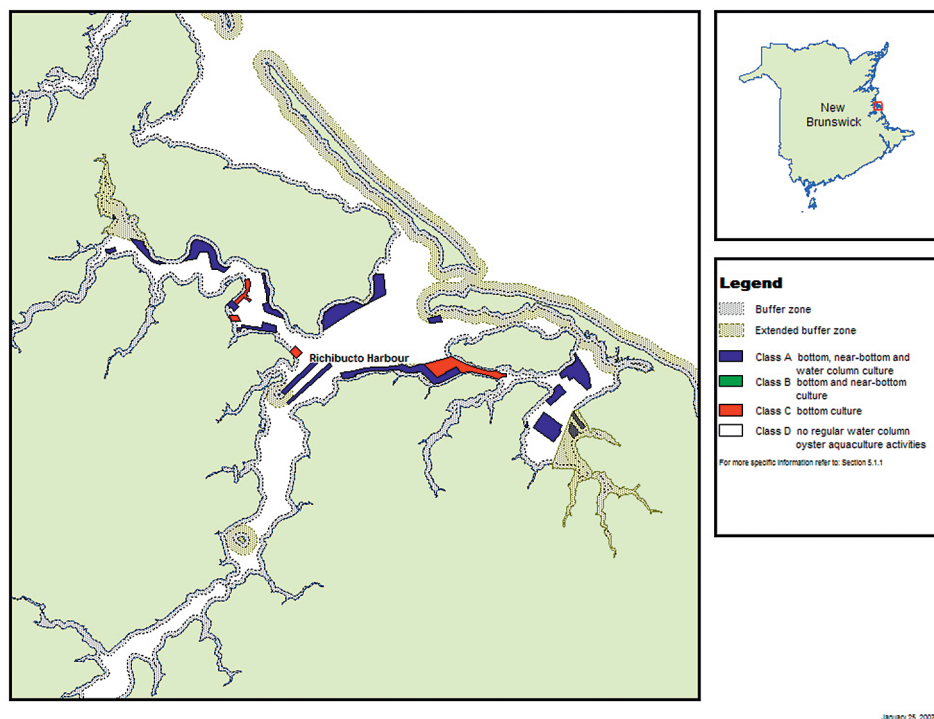 New
Brunswick
Richibucto Harbour
Legend
Buffer zone
Extended buffer zone
Class A bottom, near-bottom and
water column culture
Class B bottom and near-bottom
culture
Class C bottom culture
Class D no regular water column
oyster aquaculture activities
For more specific information refer to: Section 5.1.1
January 25, 2007